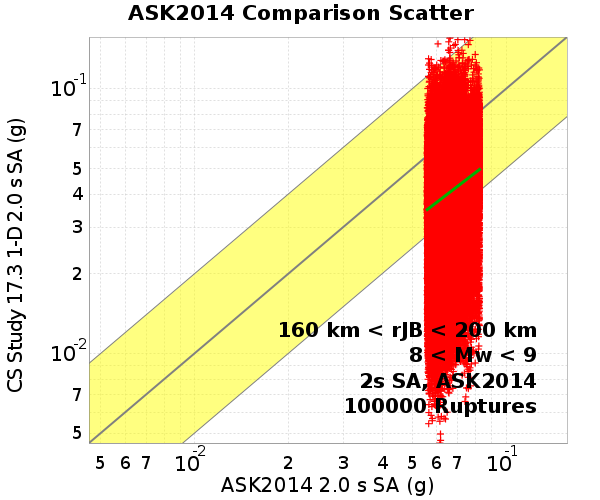 ASK2014 Comparison Scatter
CS Study 17.3 1-D 2.0 s SA (g)
10⁻¹
7
5
4
3
2
10⁻²
7
5
160 km < rJB < 200 km
8 < Mw < 9
2s SA, ASK2014
100000 Ruptures
5 6 7 10⁻² 2 3 4 5 6 7 10⁻¹
ASK2014 2.0 s SA (g)